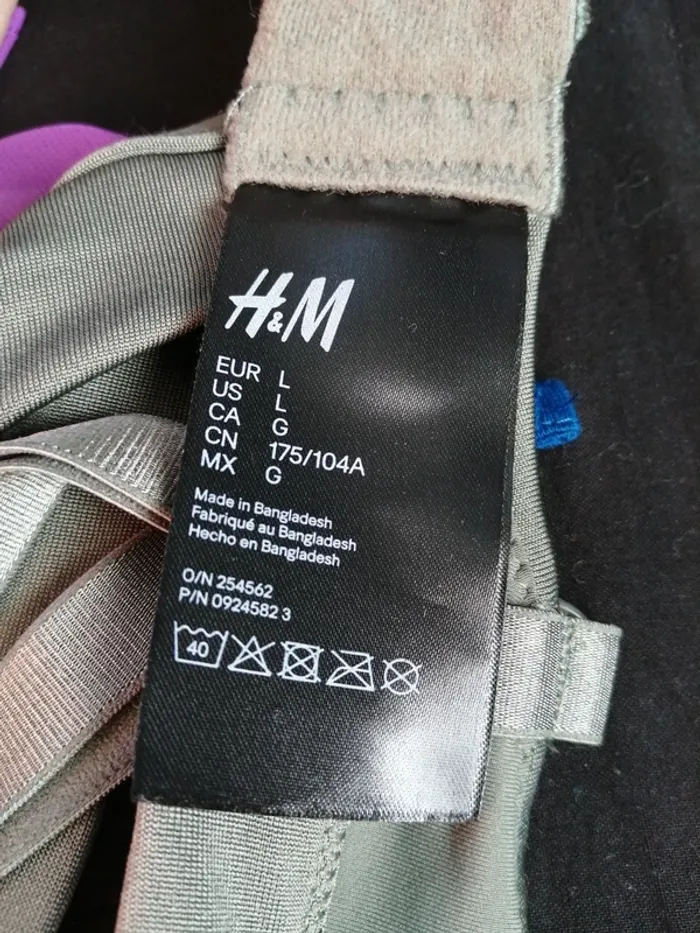 H&M
EUR L
US L
CA G
CN 175/104A
MX G
Made in Bangladesh
Fabriqué au Bangladesh
Hecho en Bangladesh
O/N 254562
P/N 0924582 3
40